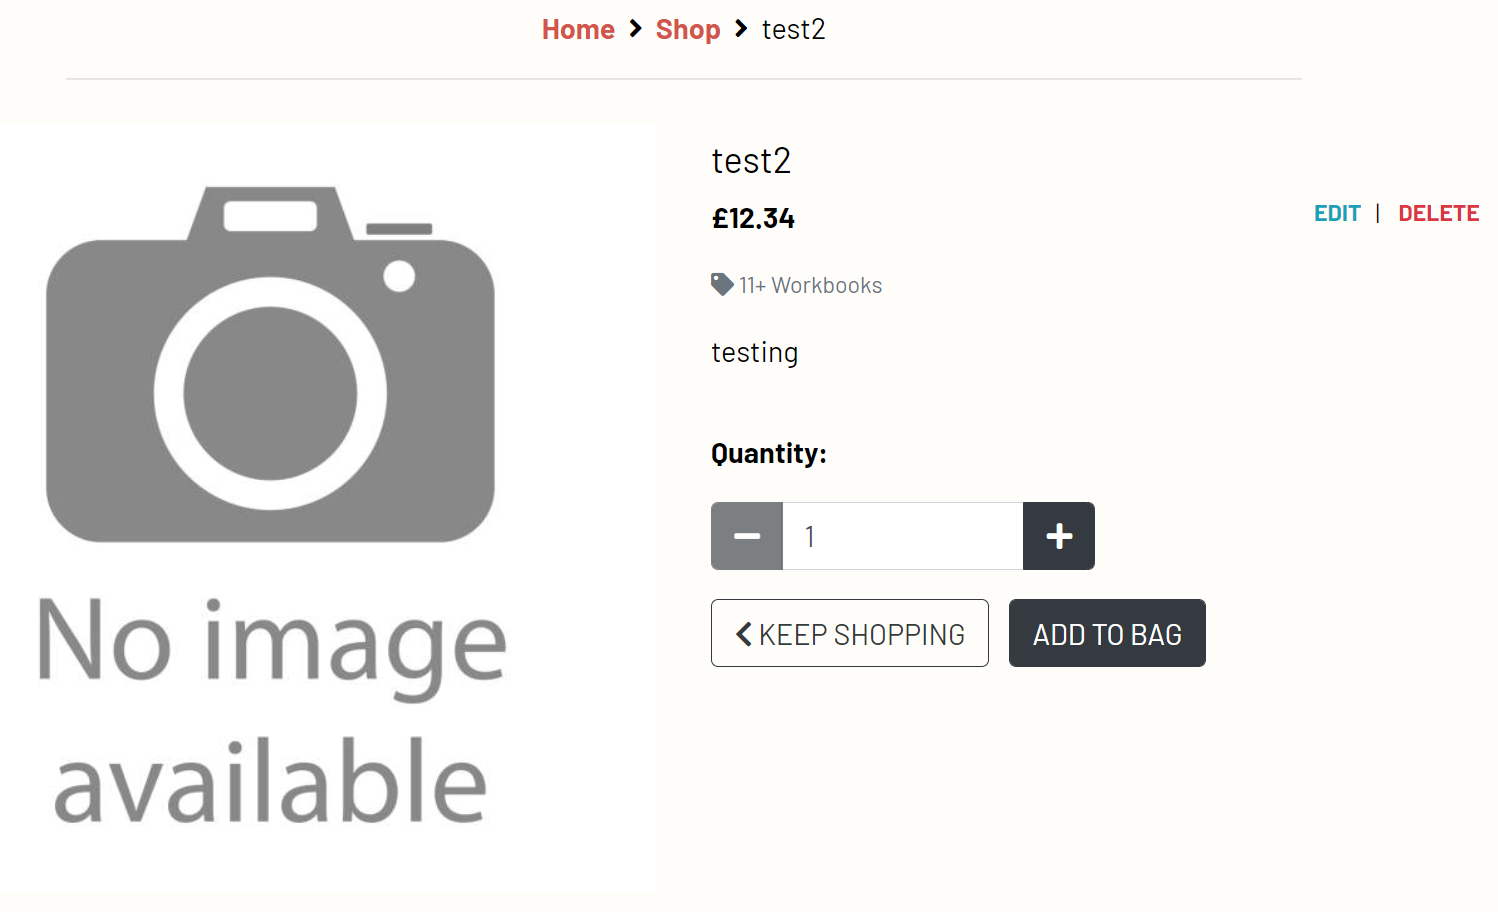 Home > Shop > test2
test2
£12.34
EDIT | DELETE
11+ Workbooks
testing
Quantity:
1
KEEP SHOPPING
ADD TO BAG
No image
available